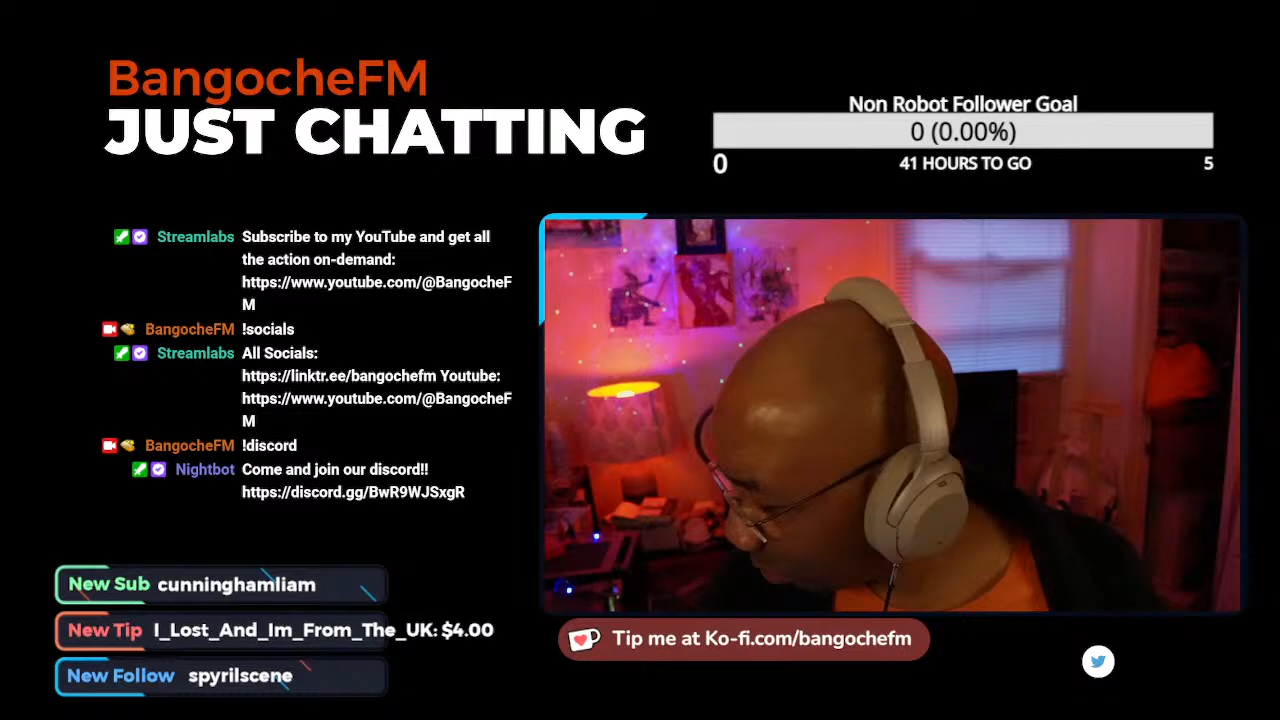 BangocheFM
JUST CHATTING
Non Robot Follower Goal
0 (0.00%)
0 41 HOURS TO GO 5
Streamlabs Subscribe to my YouTube and get all
the action on-demand:
https://www.youtube.com/@BangocheF
M
BangocheFM !socials
Streamlabs All Socials:
https://linktr.ee/bangochefm Youtube:
https://www.youtube.com/@BangocheF
M
BangocheFM !discord
Nightbot Come and join our discord!!
https://discord.gg/BwR9WJSxgR
New Sub cunninghamliam
New Tip I_Lost_And_Im_From_The_UK: $4.00
New Follow spyrilscene
Tip me at Ko-fi.com/bangochefm